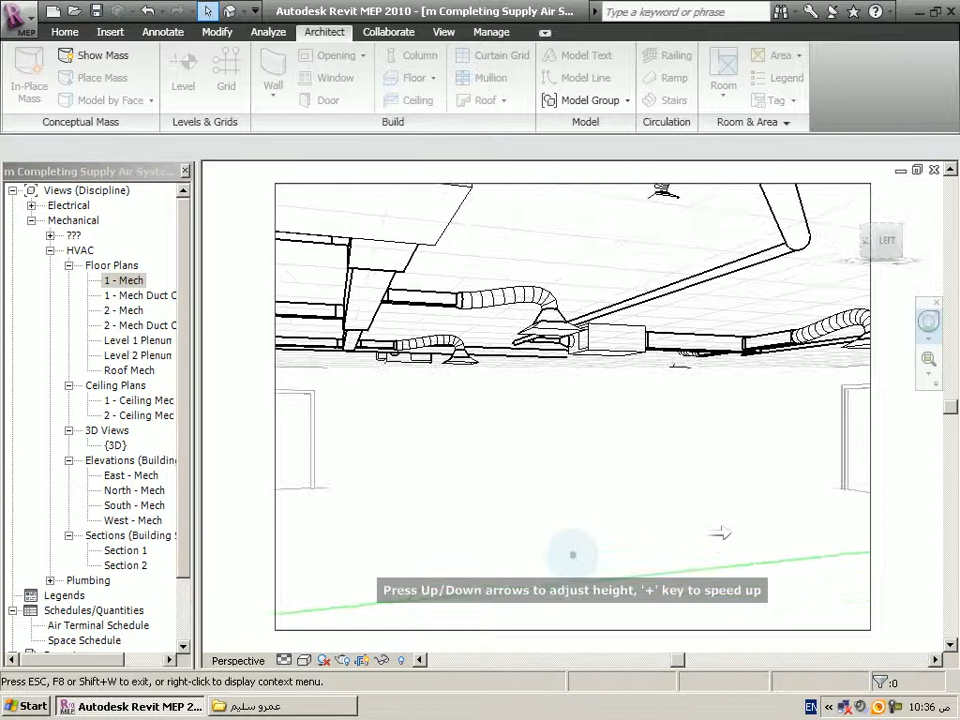 Autodesk Revit MEP 2010 - [m Completing Supply Air S...
Type a keyword or phrase
MEP
Home Insert Annotate Modify Analyze Architect Collaborate View Manage
In-Place Mass
Show Mass
Place Mass
Model by Face
Level
Grid
Wall
Opening
Window
Door
Column
Floor
Ceiling
Curtain Grid
Mullion
Roof
Model Text
Model Line
Model Group
Railing
Ramp
Stairs
Room
Area
Legend
Tag
Conceptual Mass
Levels & Grids
Build
Model
Circulation
Room & Area
m Completing Supply Air Syste...
Views (Discipline)
Electrical
Mechanical
???
HVAC
Floor Plans
1 - Mech
1 - Mech Duct C
2 - Mech
2 - Mech Duct C
Level 1 Plenum
Level 2 Plenum
Roof Mech
Ceiling Plans
1 - Ceiling Mec
2 - Ceiling Mec
3D Views
{3D}
Elevations (Building
East - Mech
North - Mech
South - Mech
West - Mech
Sections (Building
Section 1
Section 2
Plumbing
Legends
Schedules/Quantities
Air Terminal Schedule
Space Schedule
LEFT
Press Up/Down arrows to adjust height, '+' key to speed up
Perspective
Press ESC, F8 or Shift+W to exit, or right-click to display context menu.
:0
Start
Autodesk Revit MEP 2...
عمرو سليم
EN
10:36 ص